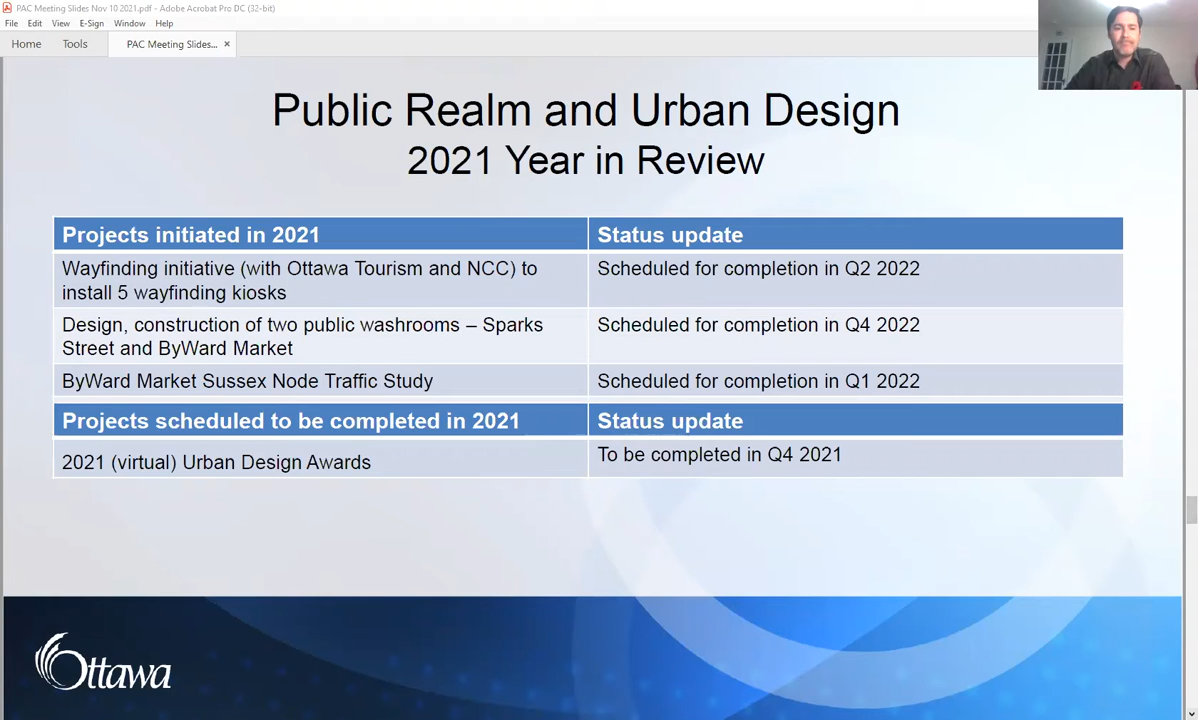 PAC Meeting Slides Nov 10 2021.pdf - Adobe Acrobat Pro DC (32-bit)
File Edit View E-Sign Window Help
Home Tools PAC Meeting Slides... ×
Public Realm and Urban Design
2021 Year in Review
Projects initiated in 2021 Status update
Wayfinding initiative (with Ottawa Tourism and NCC) to Scheduled for completion in Q2 2022
install 5 wayfinding kiosks
Design, construction of two public washrooms – Sparks Scheduled for completion in Q4 2022
Street and ByWard Market
ByWard Market Sussex Node Traffic Study Scheduled for completion in Q1 2022
Projects scheduled to be completed in 2021 Status update
2021 (virtual) Urban Design Awards To be completed in Q4 2021
Ottawa